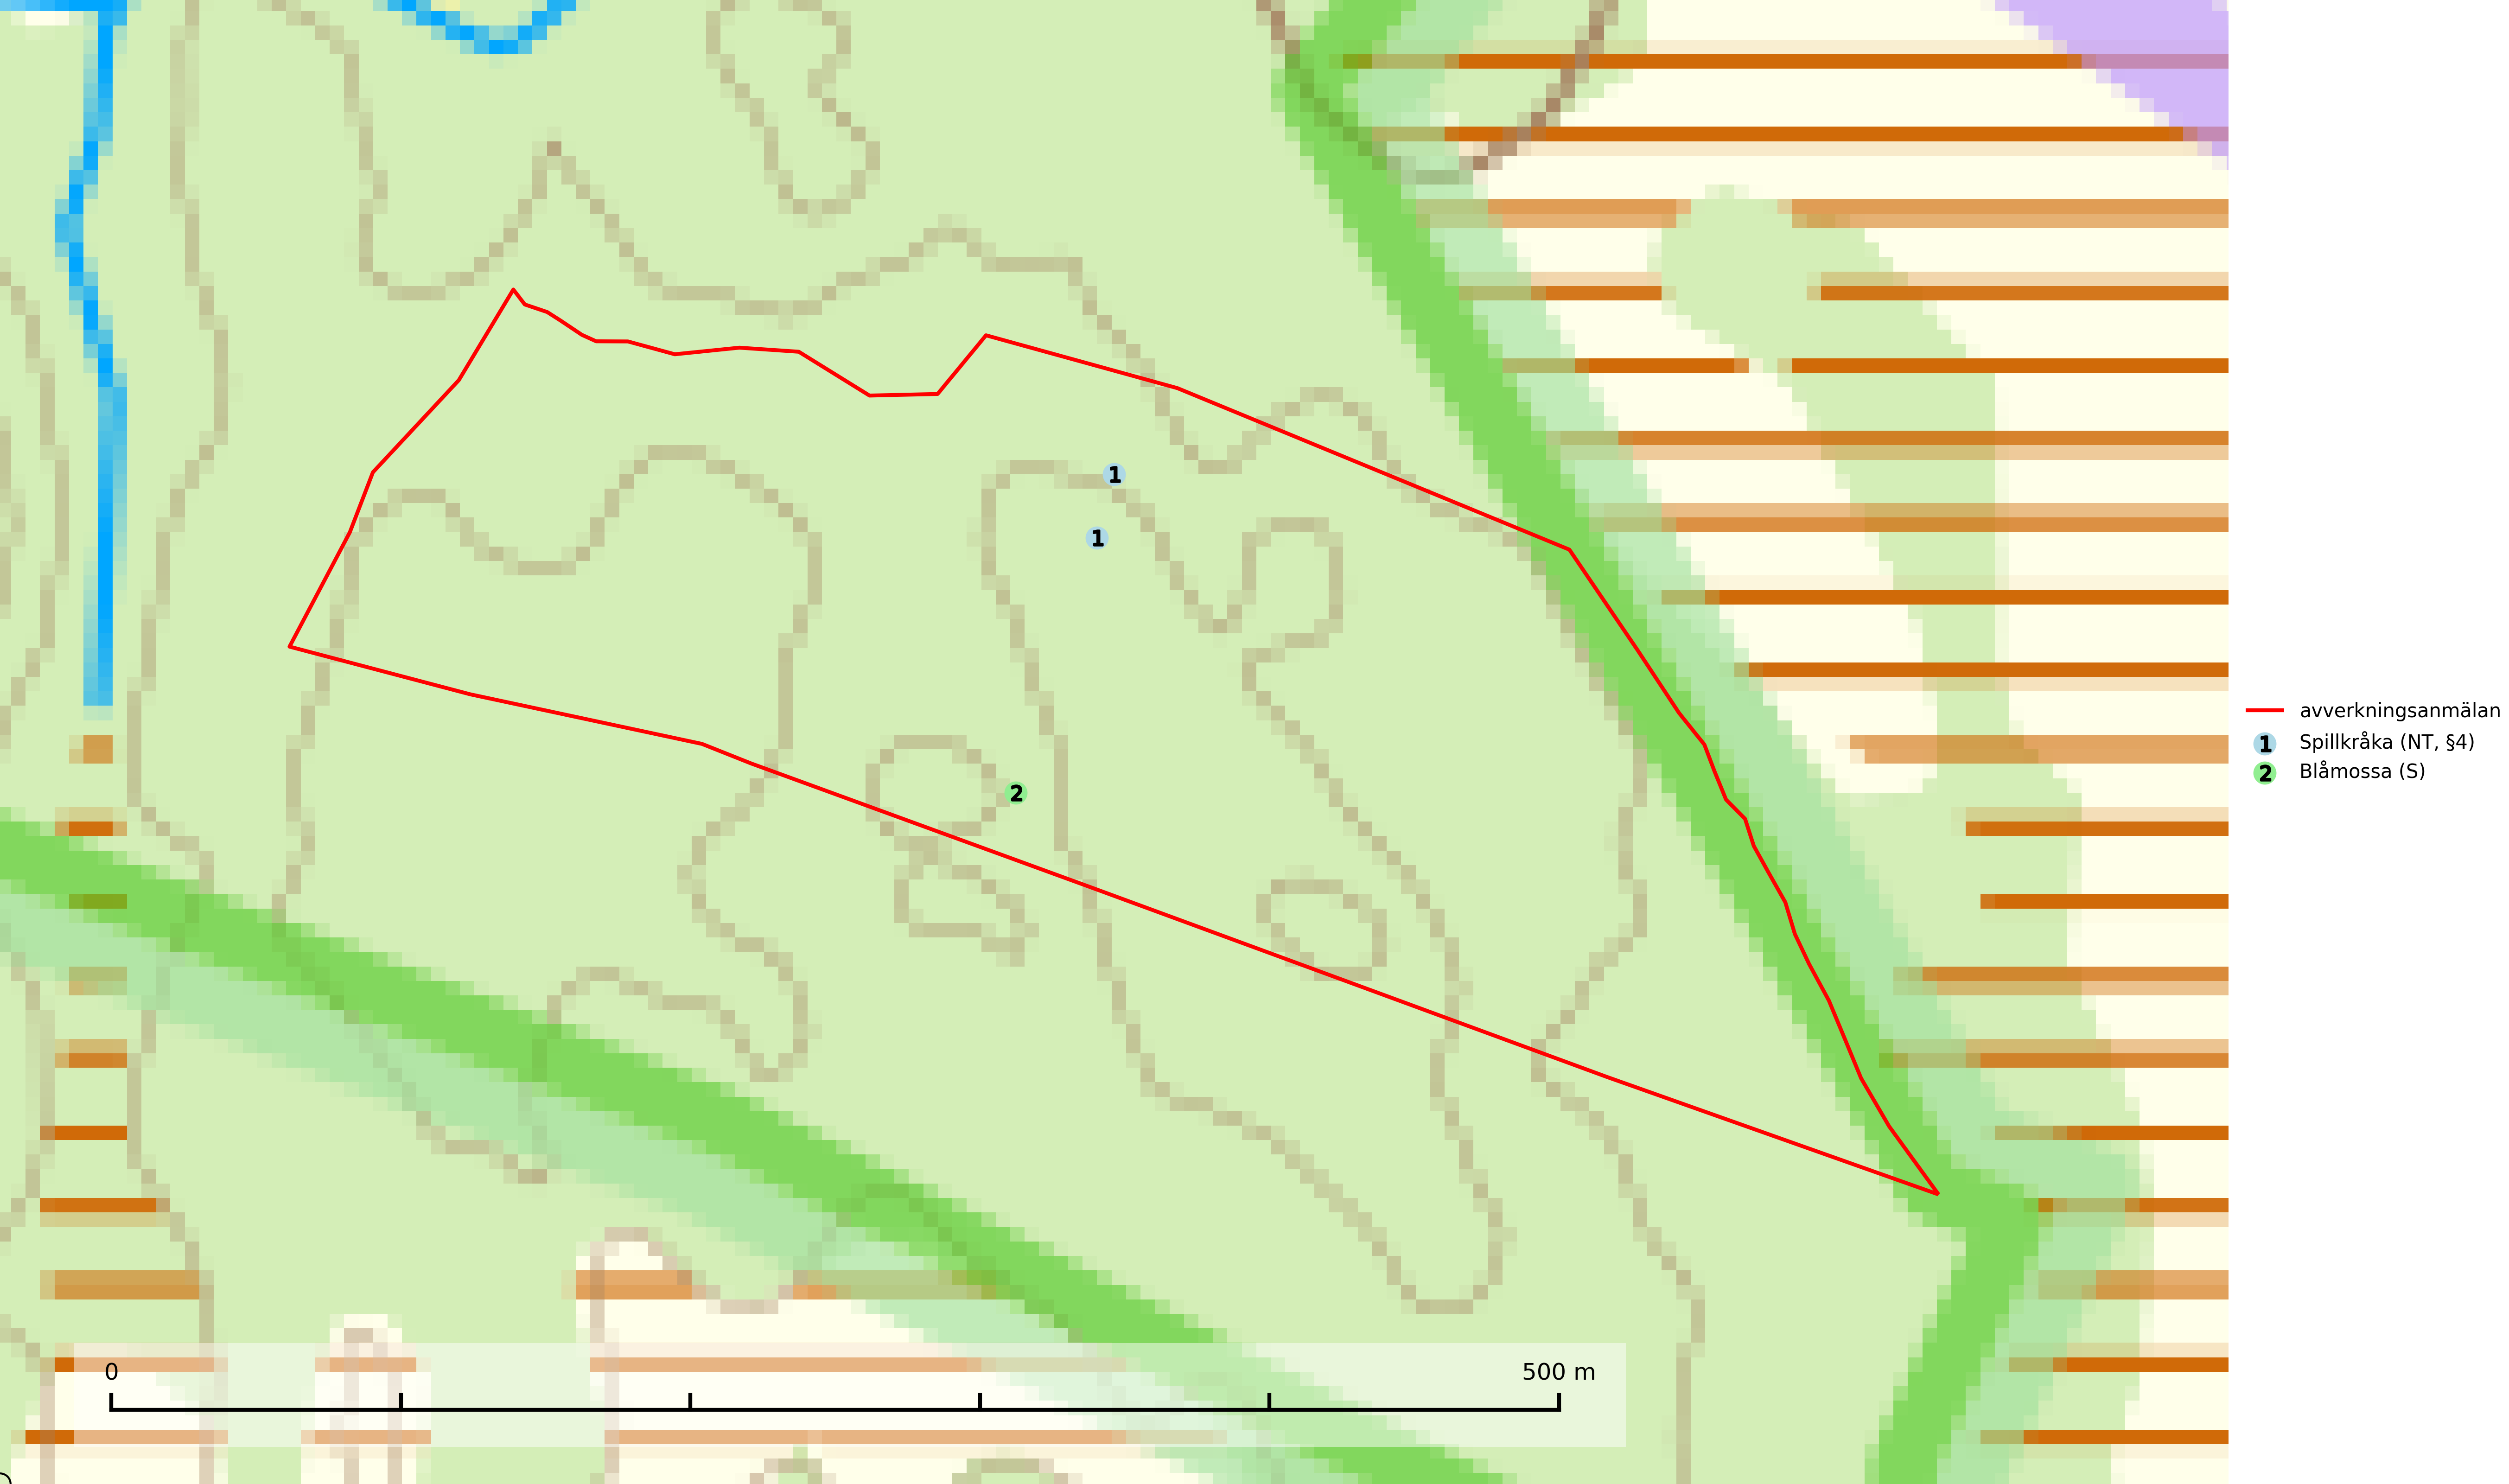 1
1
2
avverkningsanmälan
1 Spillkråka (NT, §4)
2 Blåmossa (S)
0 500 m